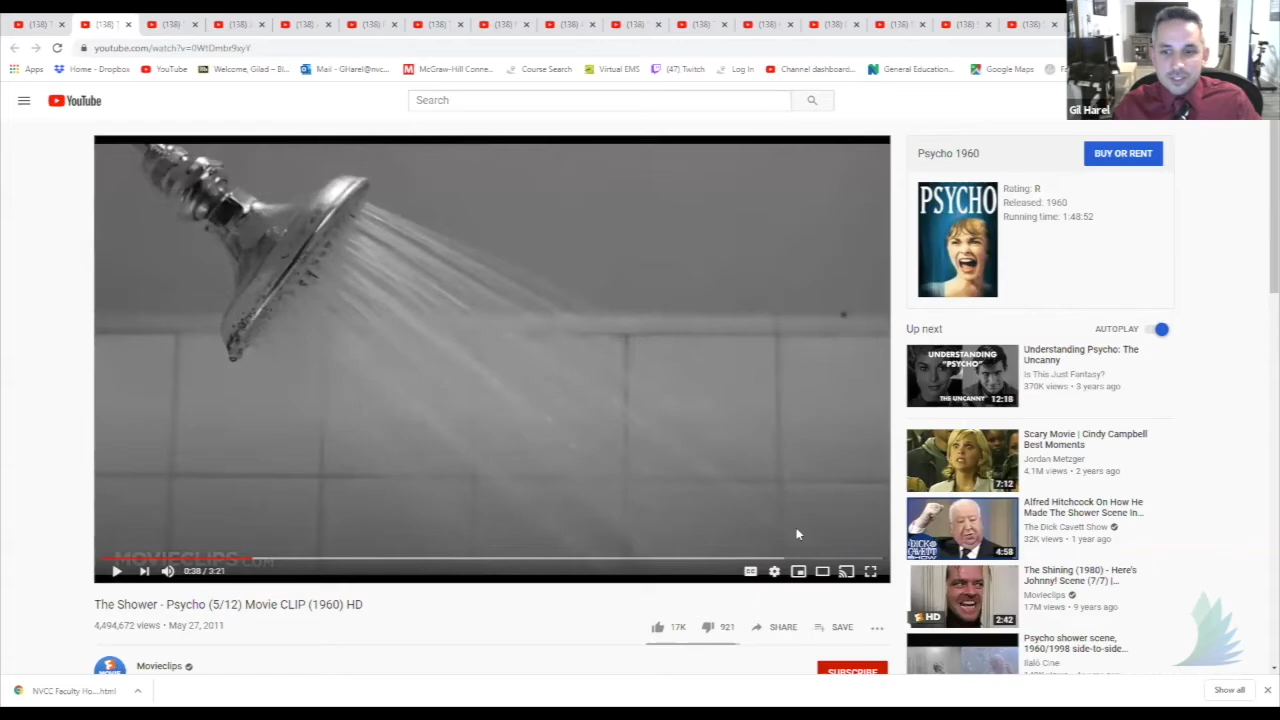 youtube.com/watch?v=0WtDmbr9xyY
Gil Harel
Apps Home - Dropbox YouTube Welcome, Gilad – Bl... Mail - GHarel@nvc... McGraw-Hill Conne... Course Search Virtual EMS (47) Twitch Log In Channel dashboard... General Education... Google Maps
YouTube
Search
Psycho 1960
BUY OR RENT
PSYCHO
Rating: R
Released: 1960
Running time: 1:48:52
Up next
AUTOPLAY
UNDERSTANDING
"PSYCHO"
THE UNCANNY
12:18
Understanding Psycho: The
Uncanny
Is This Just Fantasy?
370K views • 3 years ago
7:12
Scary Movie | Cindy Campbell
Best Moments
Jordan Metzger
4.1M views • 2 years ago
4:58
Alfred Hitchcock On How He
Made The Shower Scene In...
The Dick Cavett Show
32K views • 1 year ago
HD
2:42
The Shining (1980) - Here's
Johnny! Scene (7/7) |...
Movieclips
17M views • 9 years ago
Psycho shower scene,
1960/1998 side-to-side...
Ilaló Cine
MOVIECLIPS.COM
0:38 / 3:21
The Shower - Psycho (5/12) Movie CLIP (1960) HD
4,494,672 views • May 27, 2011
17K 921 SHARE SAVE
Movieclips
SUBSCRIBE
NVCC Faculty Ho....html
Show all